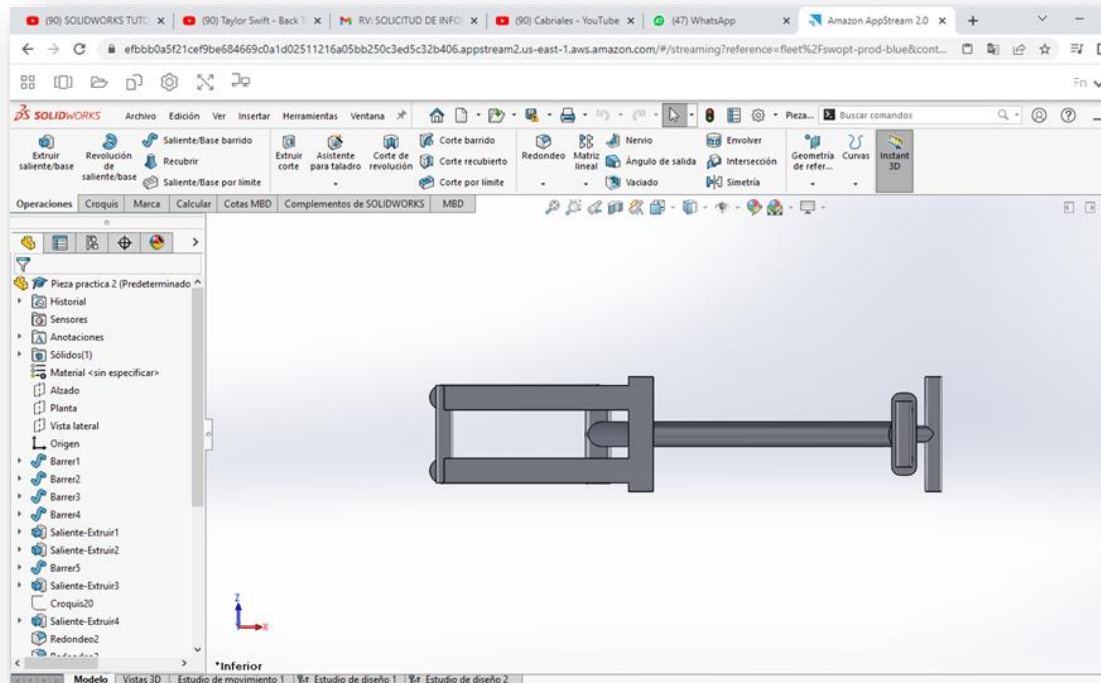 (90) SOLIDWORKS TUTO
(90) Taylor Swift - Back T
RV: SOLICITUD DE INFO
(90) Cabriales - YouTube
(47) WhatsApp
Amazon AppStream 2.0
efbbb0a5f21cef9be684669c0a1d02511216a05bb250c3ed5c32b406.appstream2.us-east-1.aws.amazon.com/#/streaming?reference=fleet%2Fswopt-prod-blue&cont...
Fn
SOLIDWORKS Archivo Edición Ver Insertar Herramientas Ventana Pieza... Buscar comandos
Extruir saliente/base
Revolución de saliente/base
Saliente/Base barrido
Recubrir
Saliente/Base por límite
Extruir corte
Asistente para taladro
Corte de revolución
Corte barrido
Corte recubierto
Corte por límite
Redondeo
Matriz lineal
Nervio
Ángulo de salida
Vaciado
Envolver
Intersección
Simetría
Geometría de refer...
Curvas
Instant 3D
Operaciones Croquis Marca Calcular Cotas MBD Complementos de SOLIDWORKS MBD
Pieza practica 2 (Predeterminado
Historial
Sensores
Anotaciones
Sólidos(1)
Material <sin especificar>
Alzado
Planta
Vista lateral
Origen
Barrer1
Barrer2
Barrer3
Barrer4
Saliente-Extruir1
Saliente-Extruir2
Barrer5
Saliente-Extruir3
Croquis20
Saliente-Extruir4
Redondeo2
Z
X
*Inferior
Modelo Vistas 3D Estudio de movimiento 1 Estudio de diseño 1 Estudio de diseño 2